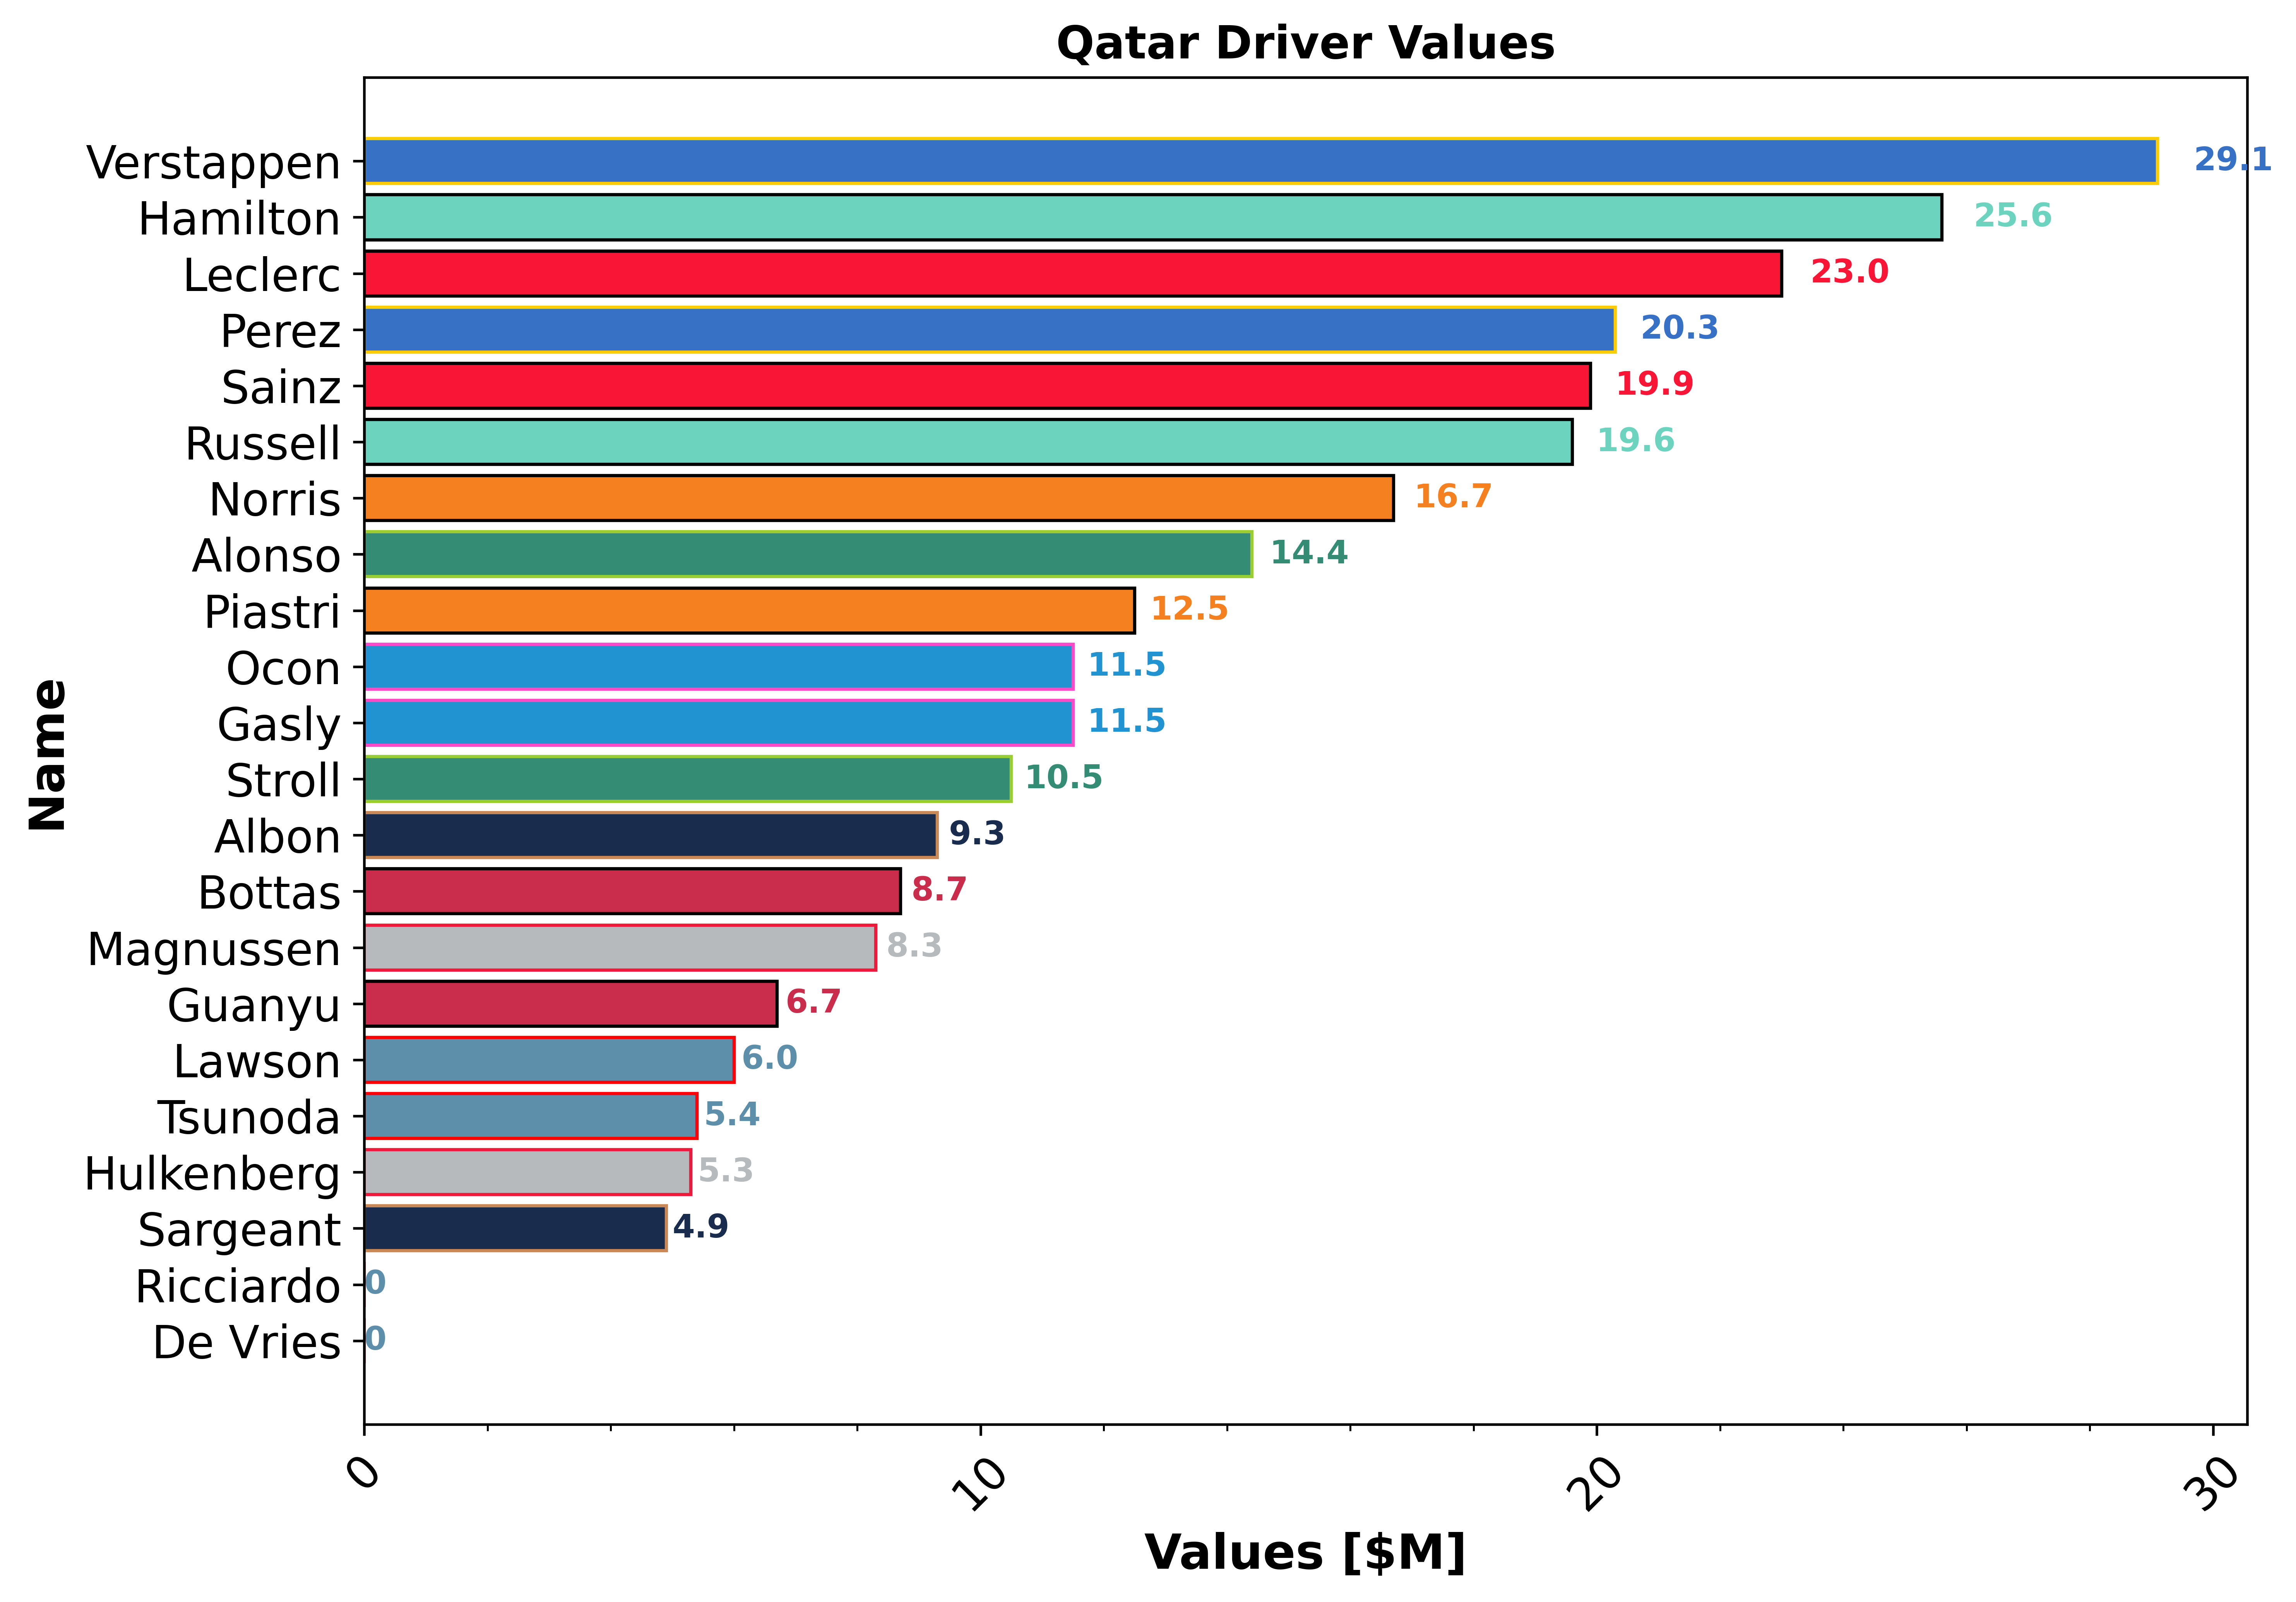 Qatar Driver Values
Verstappen 29.1
Hamilton 25.6
Leclerc 23.0
Perez 20.3
Sainz 19.9
Russell 19.6
Norris 16.7
Alonso 14.4
Piastri 12.5
Ocon 11.5
Gasly 11.5
Stroll 10.5
Albon 9.3
Bottas 8.7
Magnussen 8.3
Guanyu 6.7
Lawson 6.0
Tsunoda 5.4
Hulkenberg 5.3
Sargeant 4.9
Ricciardo 0
De Vries 0
Name
0 10 20 30
Values [$M]